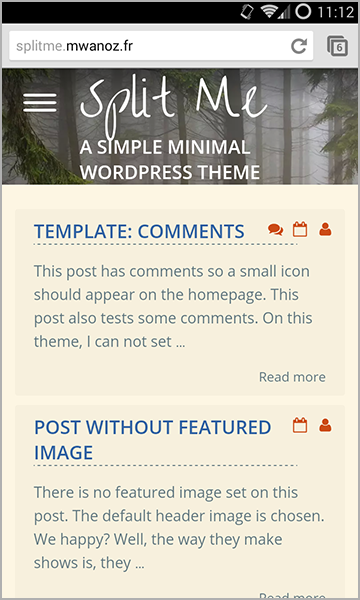 11:12
splitme.mwanoz.fr
6
Split Me
A SIMPLE MINIMAL
WORDPRESS THEME
TEMPLATE: COMMENTS
This post has comments so a small icon
should appear on the homepage. This
post also tests some comments. On this
theme, I can not set ...
Read more
POST WITHOUT FEATURED
IMAGE
There is no featured image set on this
post. The default header image is chosen.
We happy? Well, the way they make
shows is, they ...
Read more